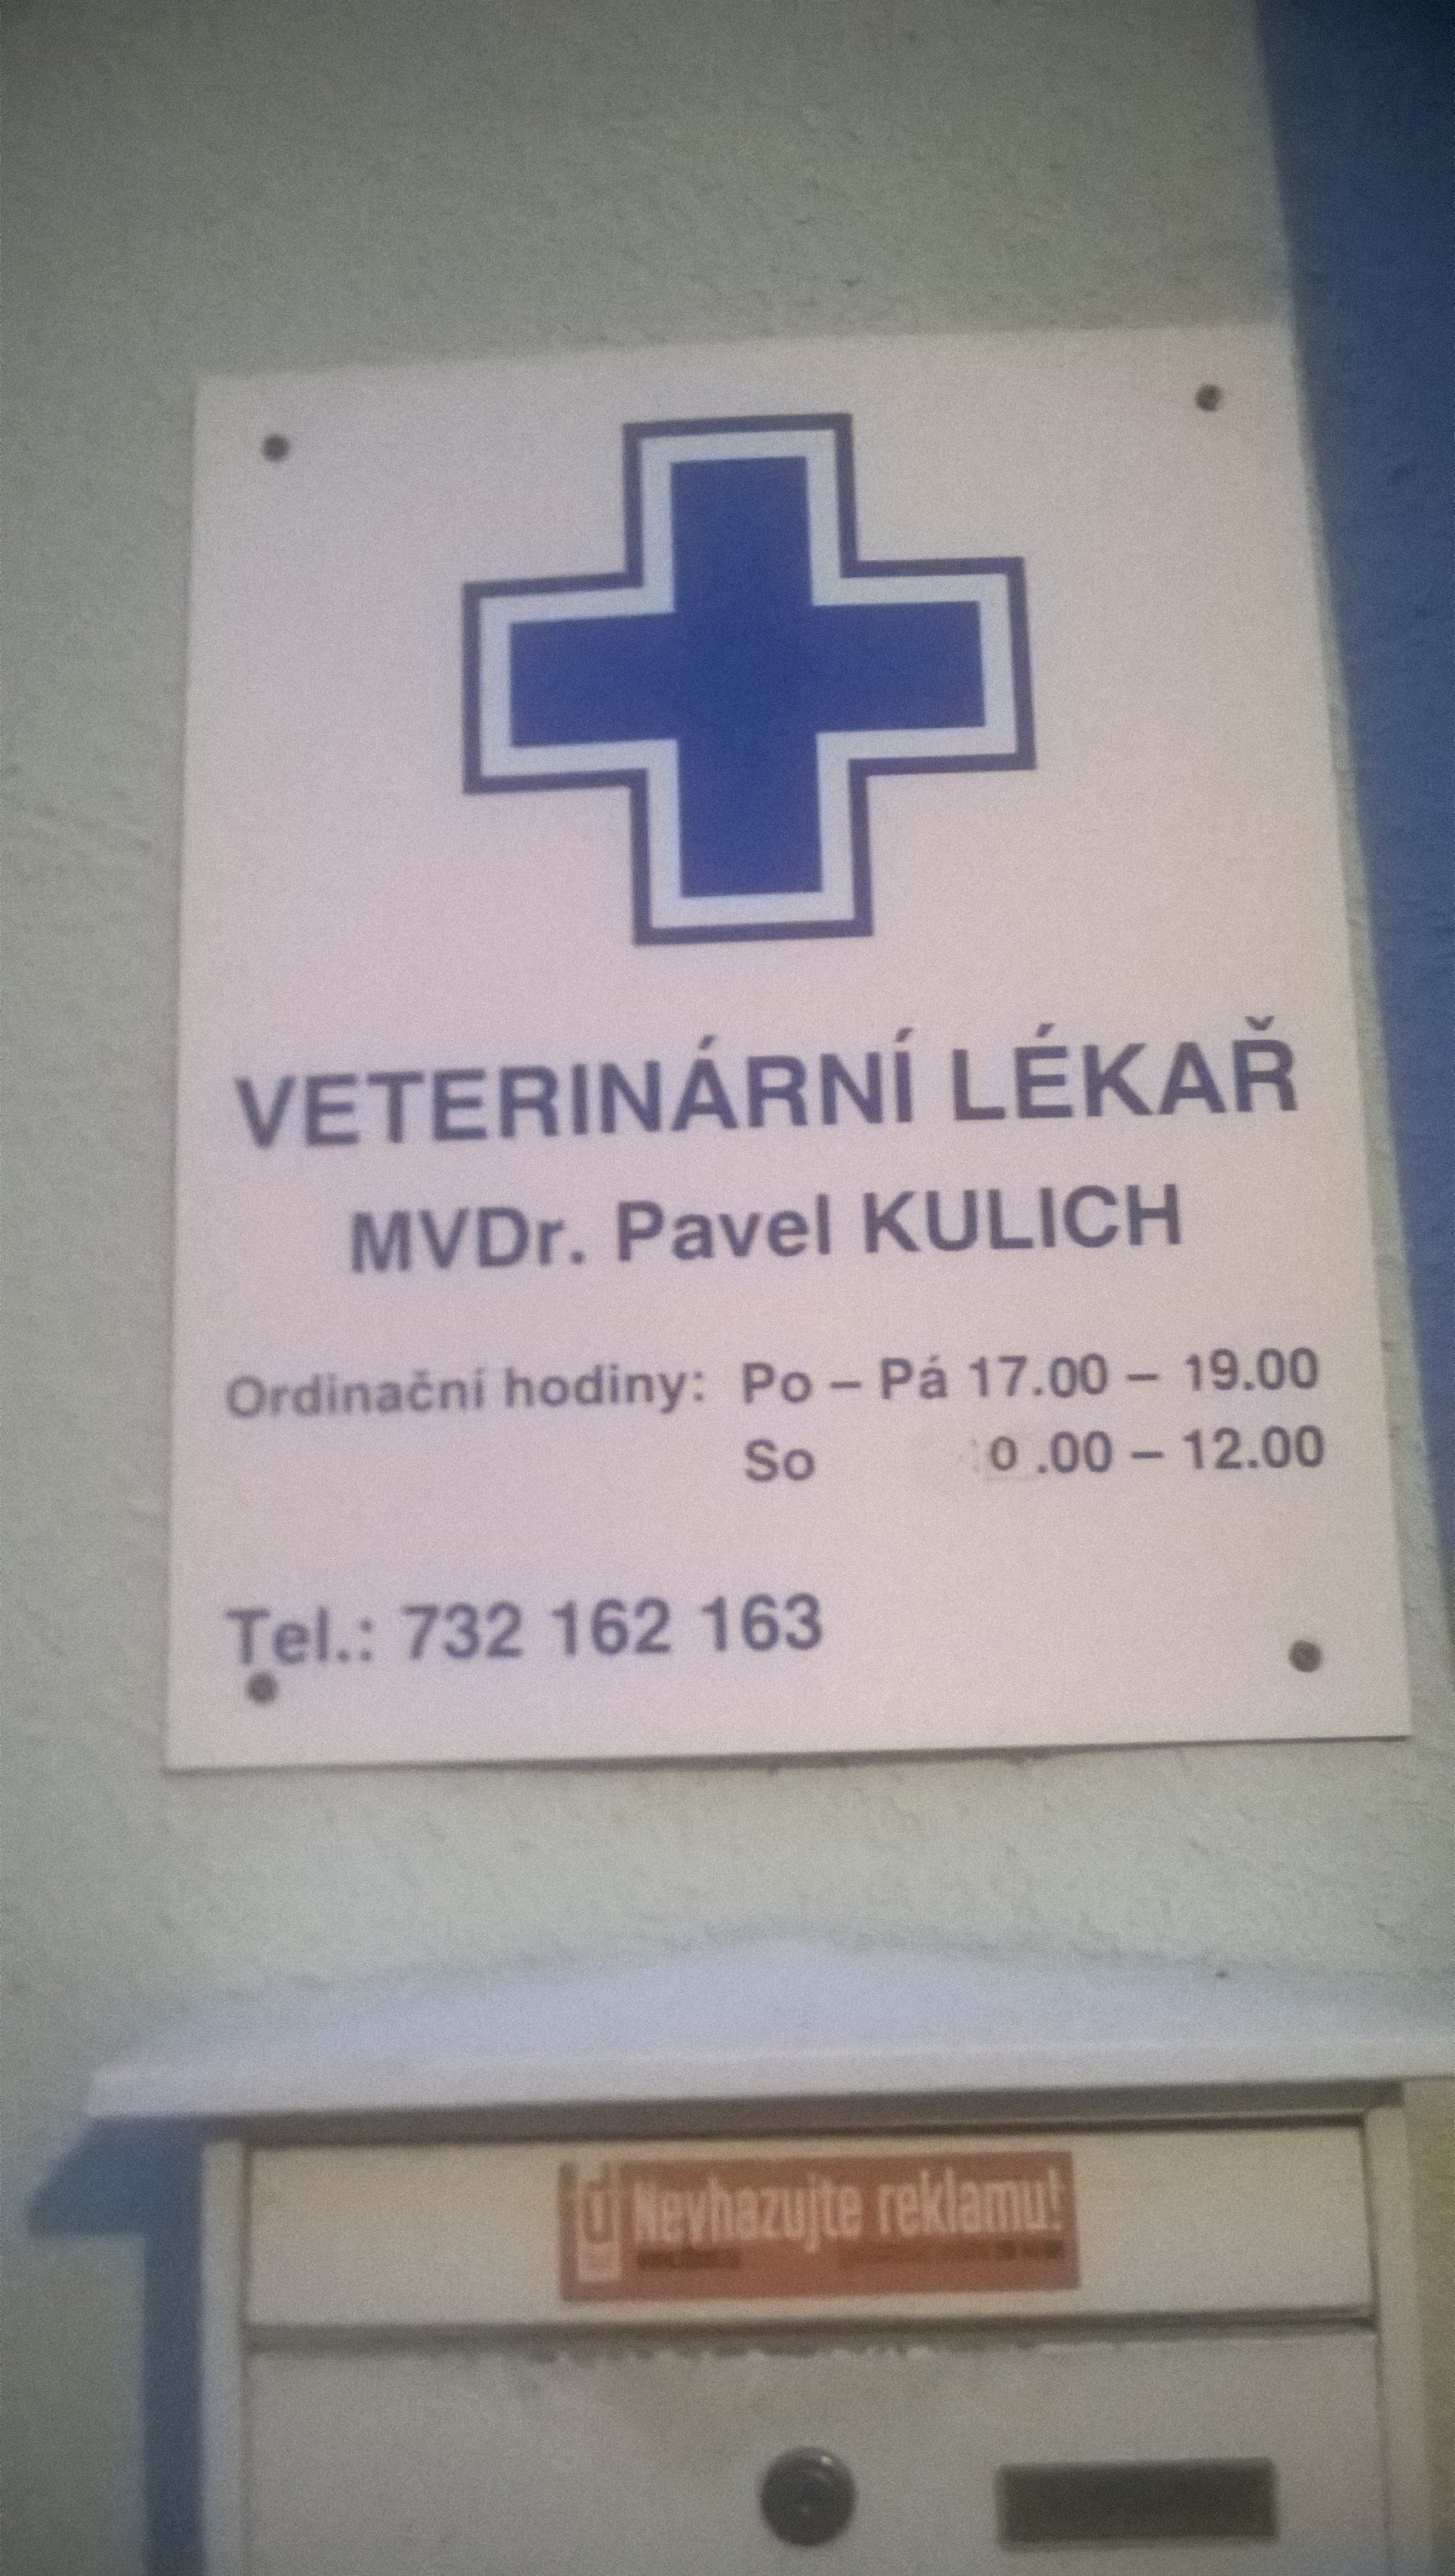 VETERINÁRNÍ LÉKAŘ
MVDr. Pavel KULICH
Ordinační hodiny: Po – Pá 17.00 – 19.00
So 0 .00 – 12.00
Tel.: 732 162 163
Nevhazujte reklamu!